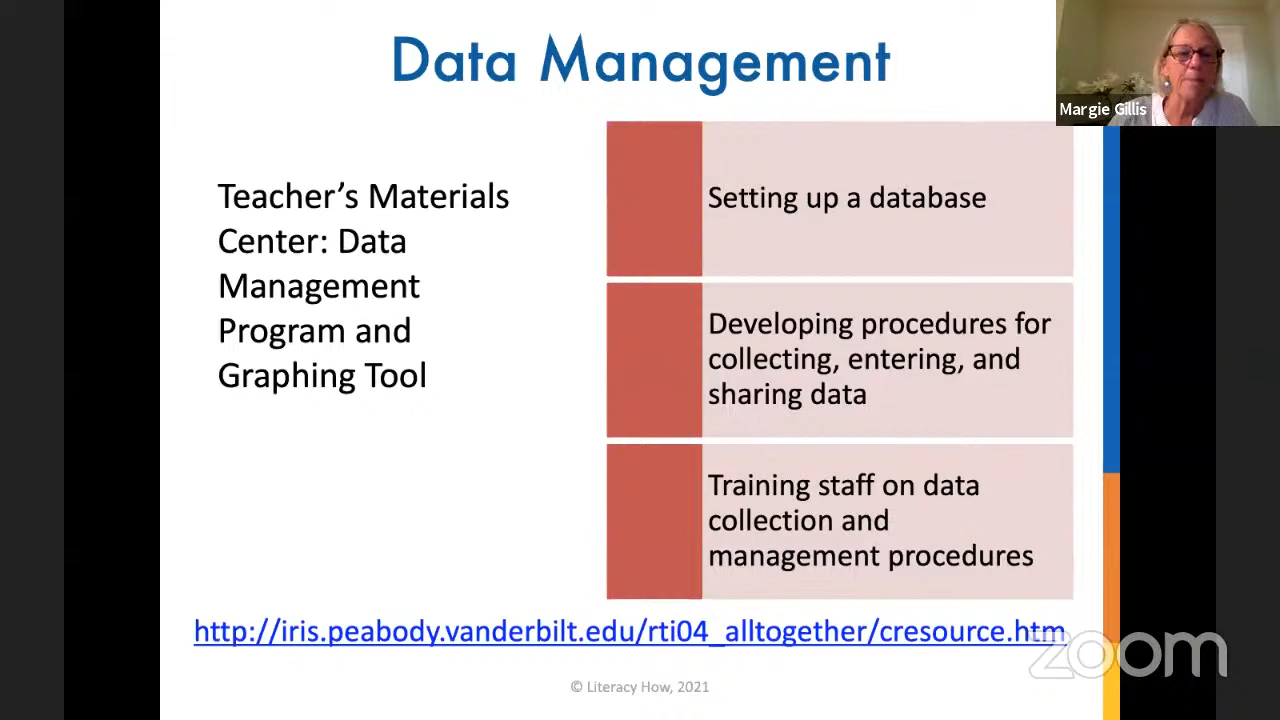 Data Management
Margie Gillis
Teacher’s Materials
Center: Data
Management
Program and
Graphing Tool
Setting up a database
Developing procedures for
collecting, entering, and
sharing data
Training staff on data
collection and
management procedures
http://iris.peabody.vanderbilt.edu/rti04_alltogether/cresource.htm
zoom
© Literacy How, 2021